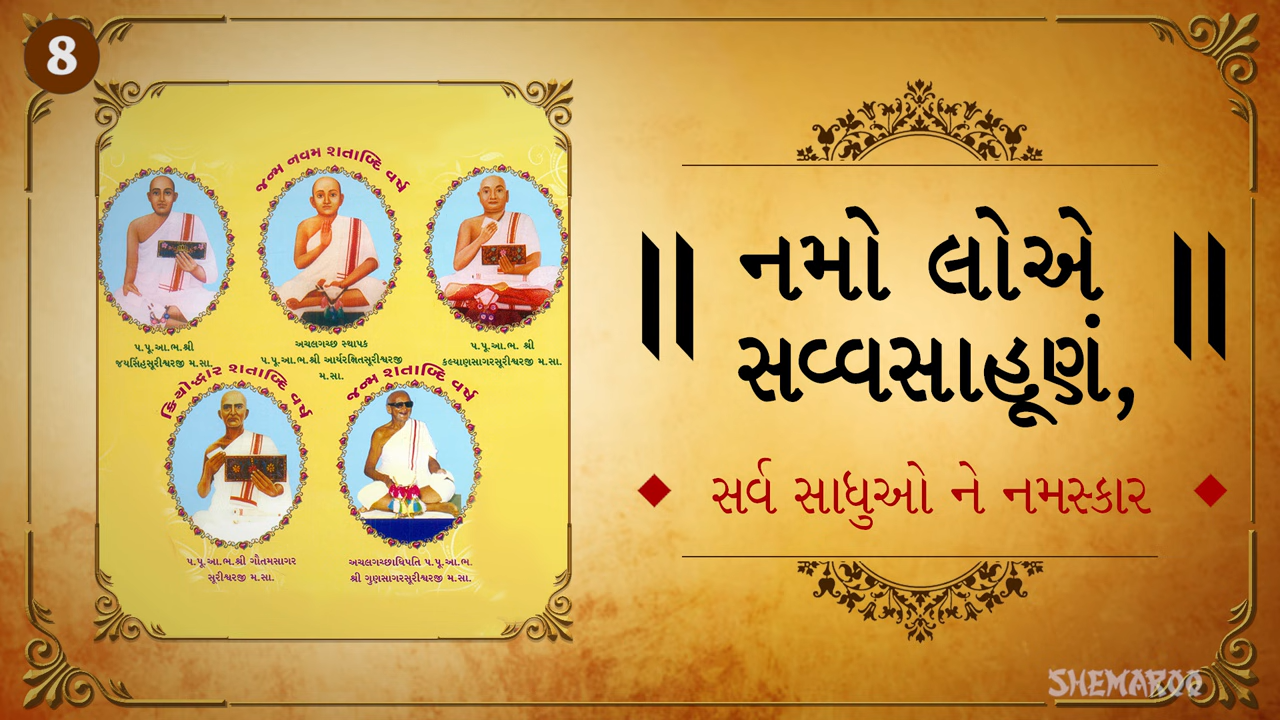 8
જન્મ નવમ શતાબ્દિ વર્ષ
પ.પૂ.આ.ભ.શ્રી
જયસિંહસૂરીશ્વરજી મ.સા.
અચલગચ્છ સ્થાપક
પ.પૂ.આ.ભ.શ્રી આર્યરક્ષિતસૂરીશ્વરજી
મ.સા.
પ.પૂ.આ.ભ. શ્રી
કલ્યાણસાગરસૂરીશ્વરજી મ.સા.
ક્રિયોદ્ધાર શતાબ્દિ વર્ષ
જન્મ શતાબ્દિ વર્ષ
પ.પૂ.આ.ભ.શ્રી ગૌતમસાગર
સૂરીશ્વરજી મ.સા.
અચલગચ્છાધિપતિ પ.પૂ.આ.ભ.
શ્રી ગુણસાગરસૂરીશ્વરજી મ.સા.
॥ નમો લોએ
સવ્વસાહૂણં, ॥
સર્વ સાધુઓ ને નમસ્કાર
SHEMAROO